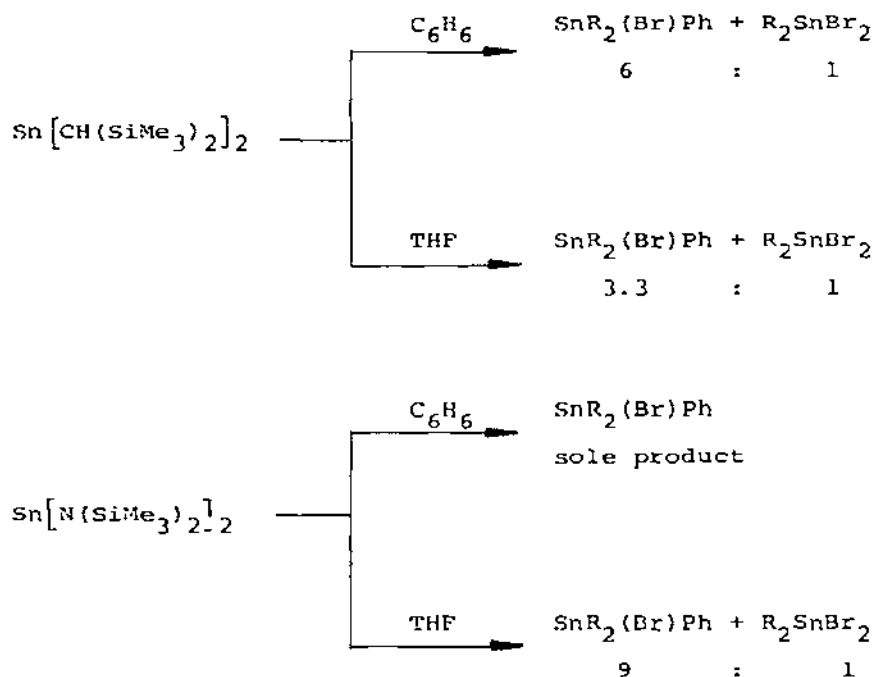 C6H6 SnR2(Br)Ph + R2SnBr2
6 : 1
Sn[CH(SiMe3)2]2
THF SnR2(Br)Ph + R2SnBr2
3.3 : 1
C6H6 SnR2(Br)Ph
sole product
Sn[N(SiMe3)2]2
THF SnR2(Br)Ph + R2SnBr2
9 : 1